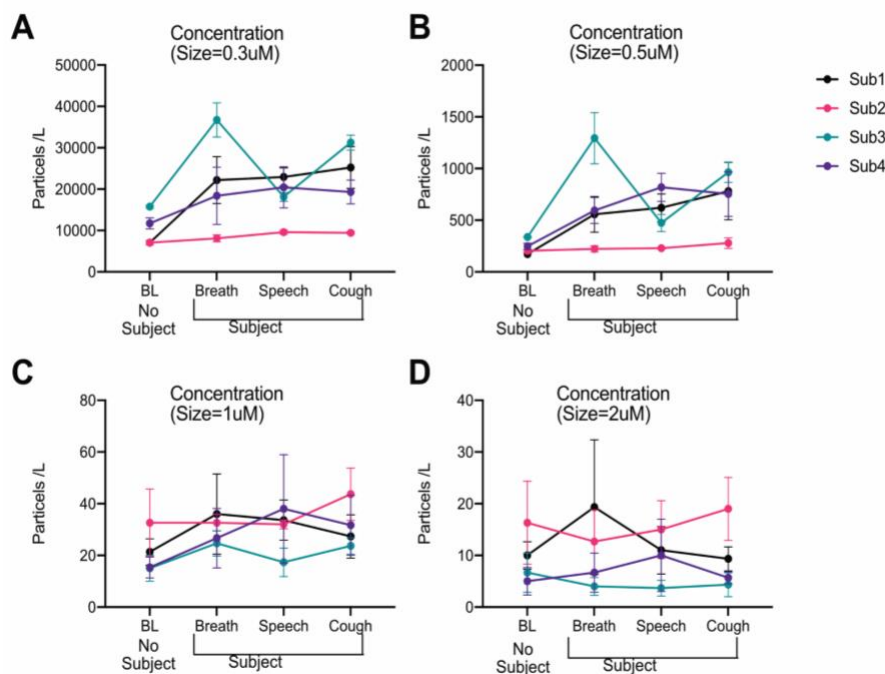 A
Concentration
(Size=0.3uM)
Particels /L
50000
40000
30000
20000
10000
0
BL
Breath
Speech
Cough
No
Subject
Subject
B
Concentration
(Size=0.5uM)
Particels /L
2000
1500
1000
500
0
BL
Breath
Speech
Cough
No
Subject
Subject
Sub1
Sub2
Sub3
Sub4
C
Concentration
(Size=1uM)
Particels /L
80
60
40
20
0
BL
Breath
Speech
Cough
No
Subject
Subject
D
Concentration
(Size=2uM)
Particels /L
40
30
20
10
0
BL
Breath
Speech
Cough
No
Subject
Subject